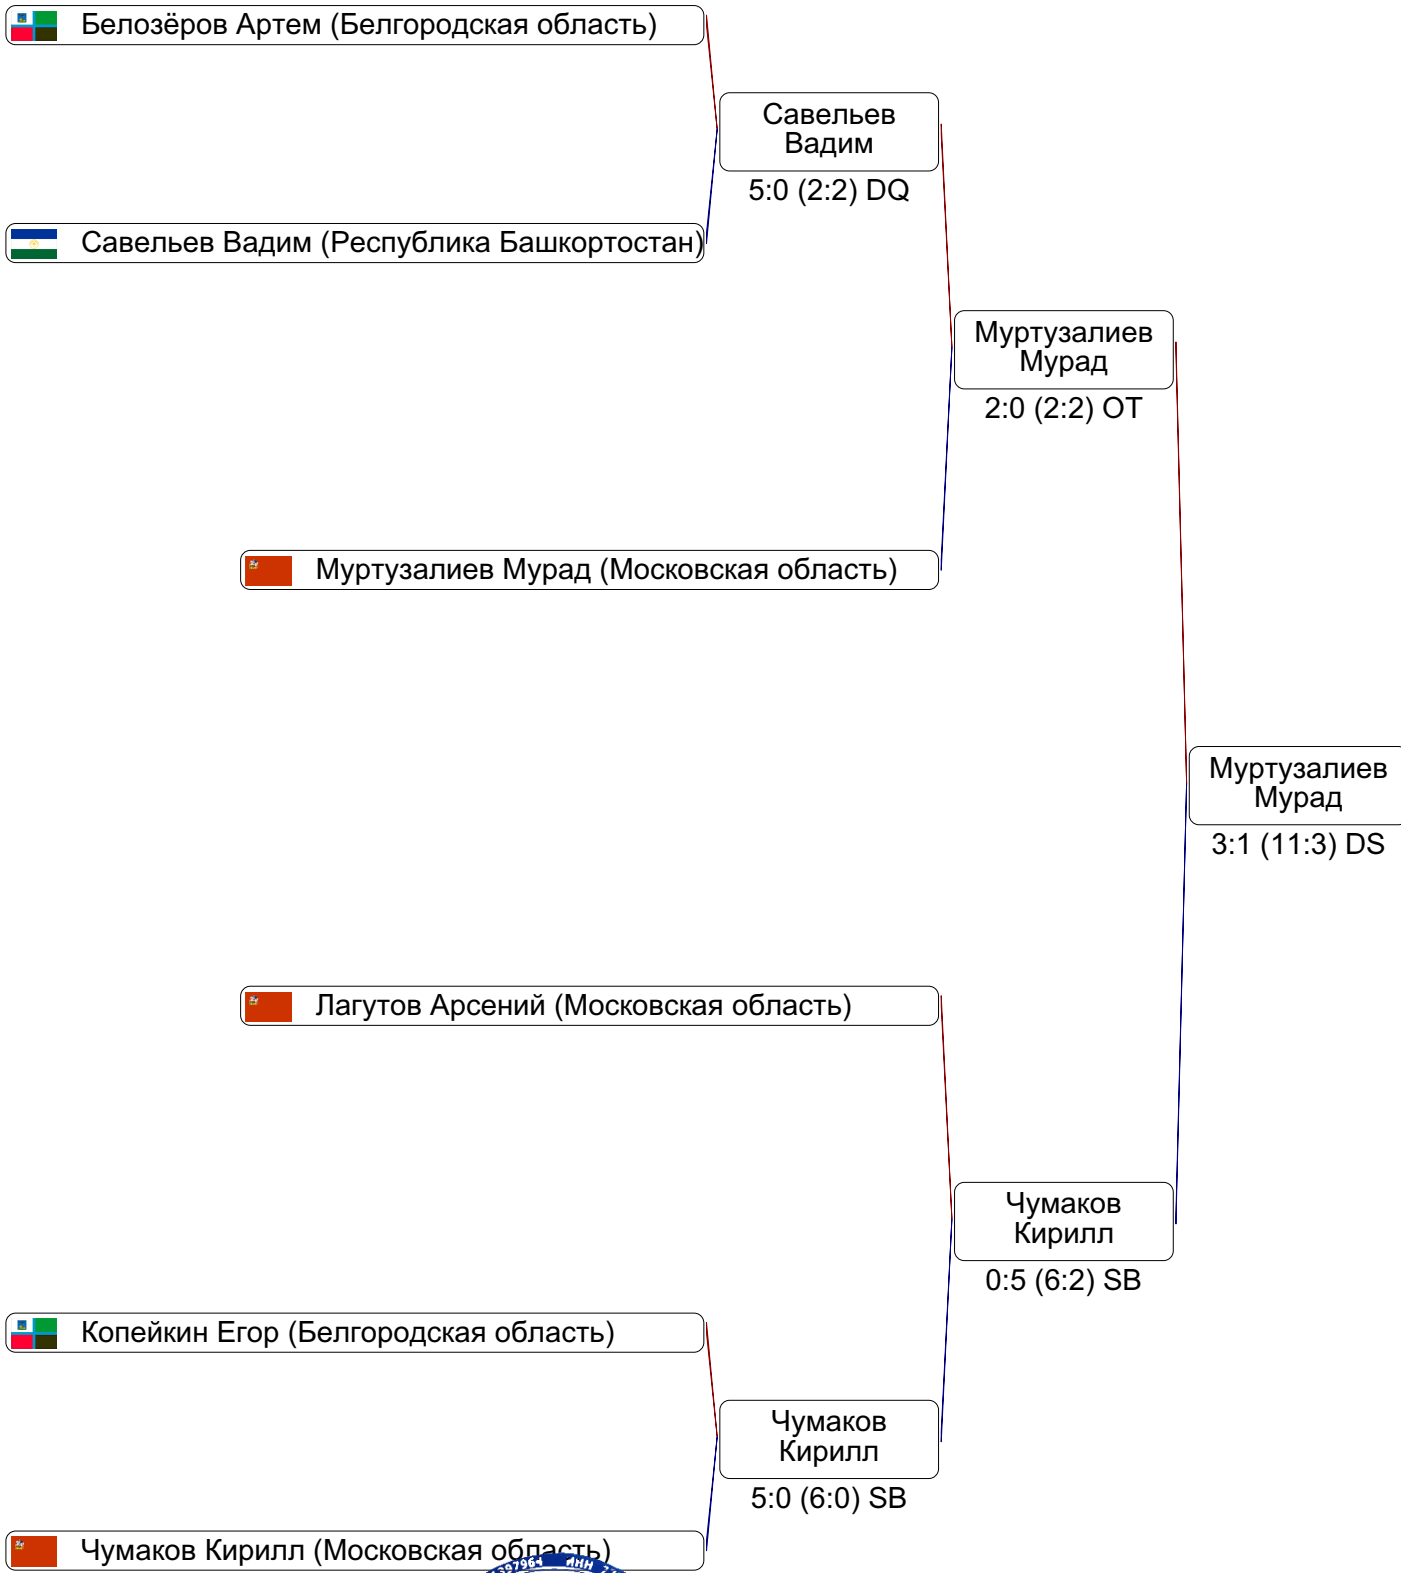 Белозёров Артем (Белгородская область)
Савельев
Вадим
5:0 (2:2) DQ
Савельев Вадим (Республика Башкортостан)
Муртузалиев
Мурад
2:0 (2:2) OT
Муртузалиев Мурад (Московская область)
Муртузалиев
Мурад
3:1 (11:3) DS
Лагутов Арсений (Московская область)
Чумаков
Кирилл
0:5 (6:2) SB
Копейкин Егор (Белгородская область)
Чумаков
Кирилл
5:0 (6:0) SB
Чумаков Кирилл (Московская область)
ИНН